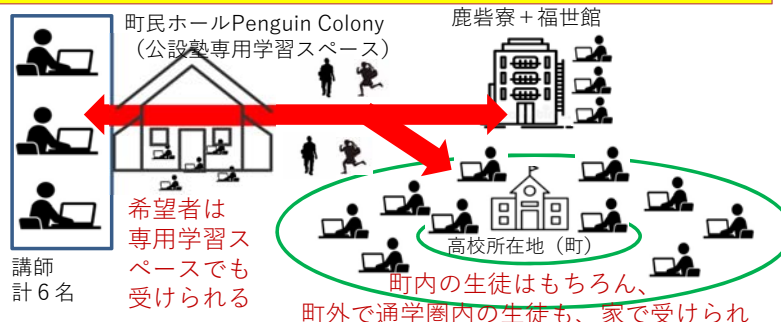 町民ホールPenguin Colony
（公設塾専用学習スペース）
鹿砦寮＋福世館
希望者は
専用学習ス
ペースでも
受けられる
講師
計６名
高校所在地（町）
町内の生徒はもちろん、
町外で通学圏内の生徒も、家で受けられ